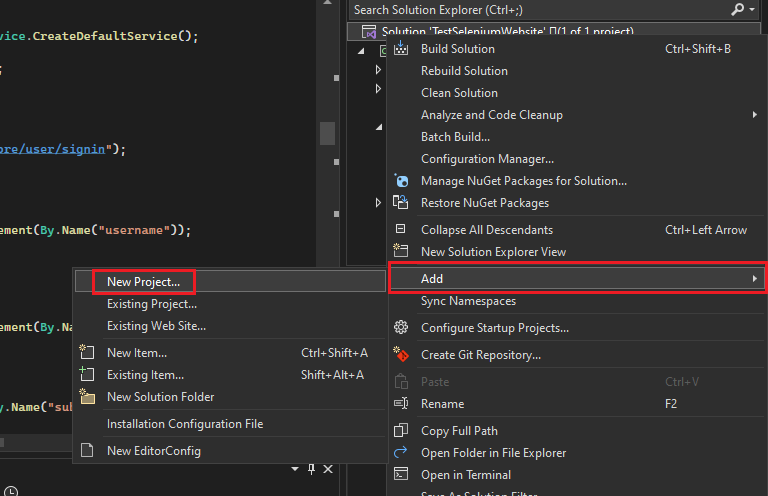 vice.CreateDefaultService();
;
ore/user/signin");
ement(By.Name("username"));
ement(By.Na
y.Name("sub
Search Solution Explorer (Ctrl+;)
Solution 'TestSeleniumWebsite' (1 of 1 project)
Build Solution Ctrl+Shift+B
Rebuild Solution
Clean Solution
Analyze and Code Cleanup
Batch Build...
Configuration Manager...
Manage NuGet Packages for Solution...
Restore NuGet Packages
Collapse All Descendants Ctrl+Left Arrow
New Solution Explorer View
Add
Sync Namespaces
Configure Startup Projects...
Create Git Repository...
Paste Ctrl+V
Rename F2
Copy Full Path
Open Folder in File Explorer
Open in Terminal
Save As Solution Filter
New Project...
Existing Project...
Existing Web Site...
New Item... Ctrl+Shift+A
Existing Item... Shift+Alt+A
New Solution Folder
Installation Configuration File
New EditorConfig